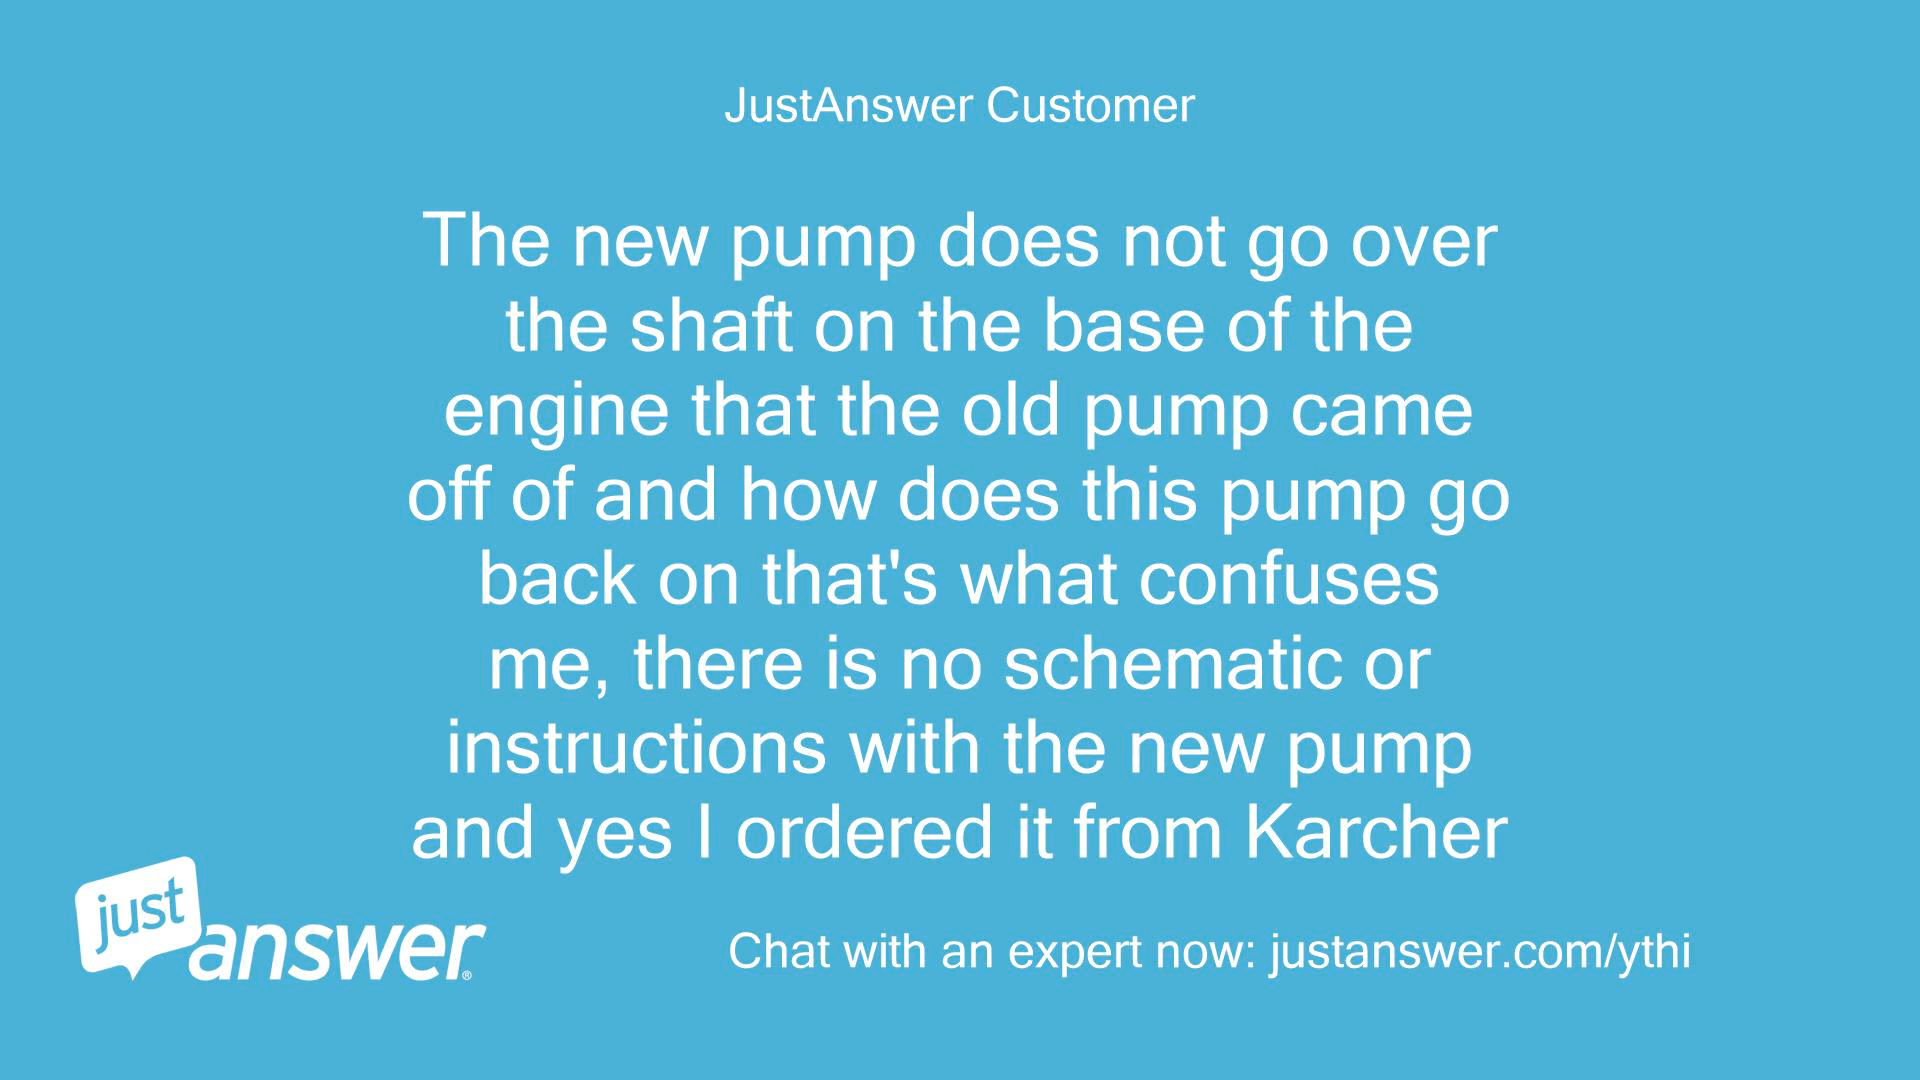 JustAnswer Customer
The new pump does not go over
the shaft on the base of the
engine that the old pump came
off of and how does this pump go
back on that's what confuses
me, there is no schematic or
instructions with the new pump
and yes I ordered it from Karcher
just
answer®
Chat with an expert now: justanswer.com/ythi